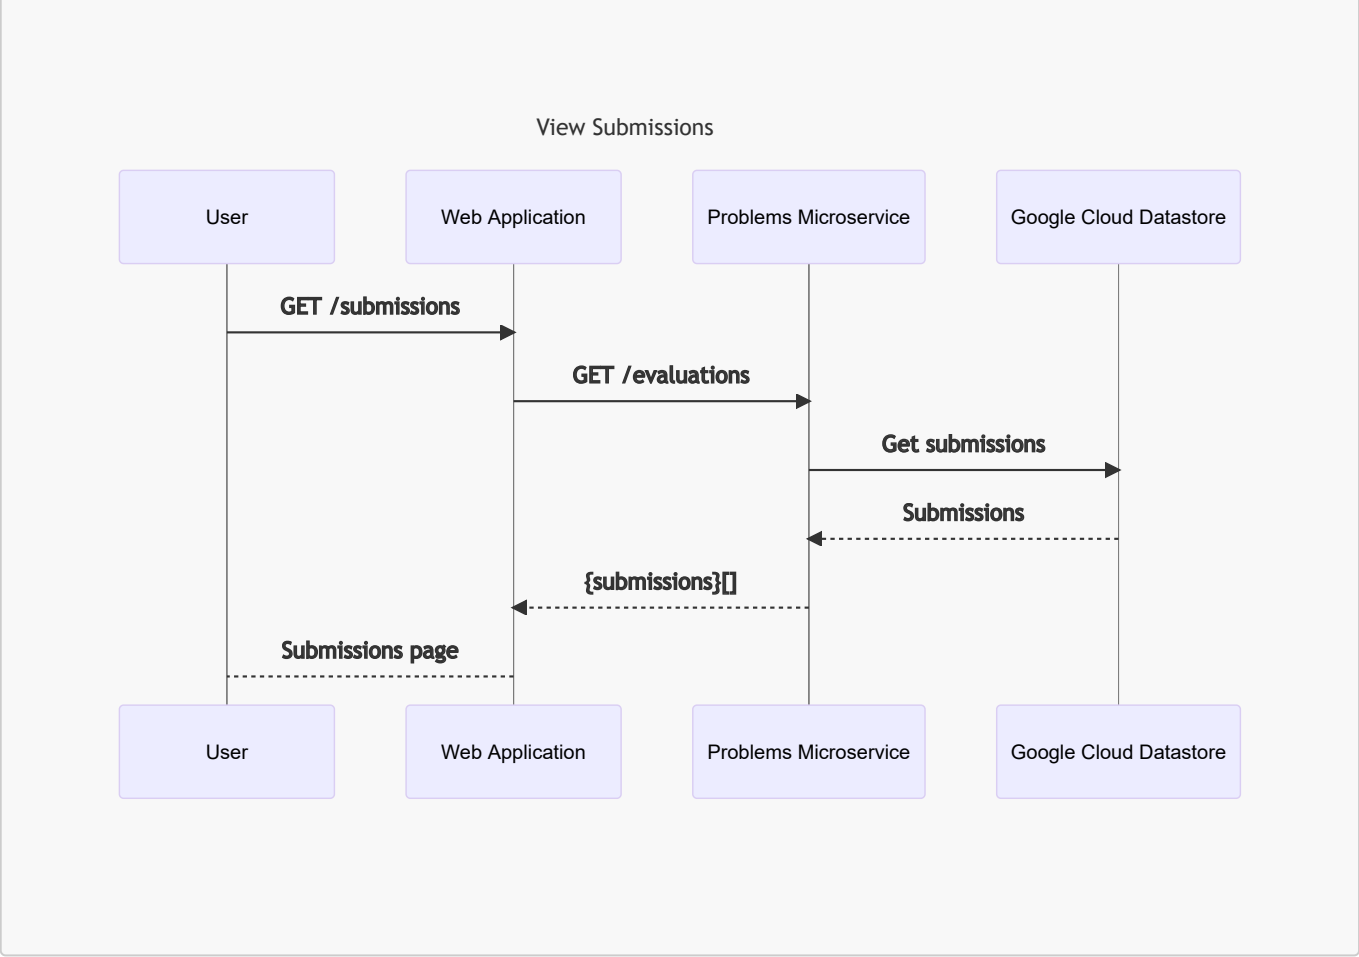 View Submissions
User
Web Application
Problems Microservice
Google Cloud Datastore
GET /submissions
GET /evaluations
Get submissions
Submissions
{submissions}[]
Submissions page
User
Web Application
Problems Microservice
Google Cloud Datastore